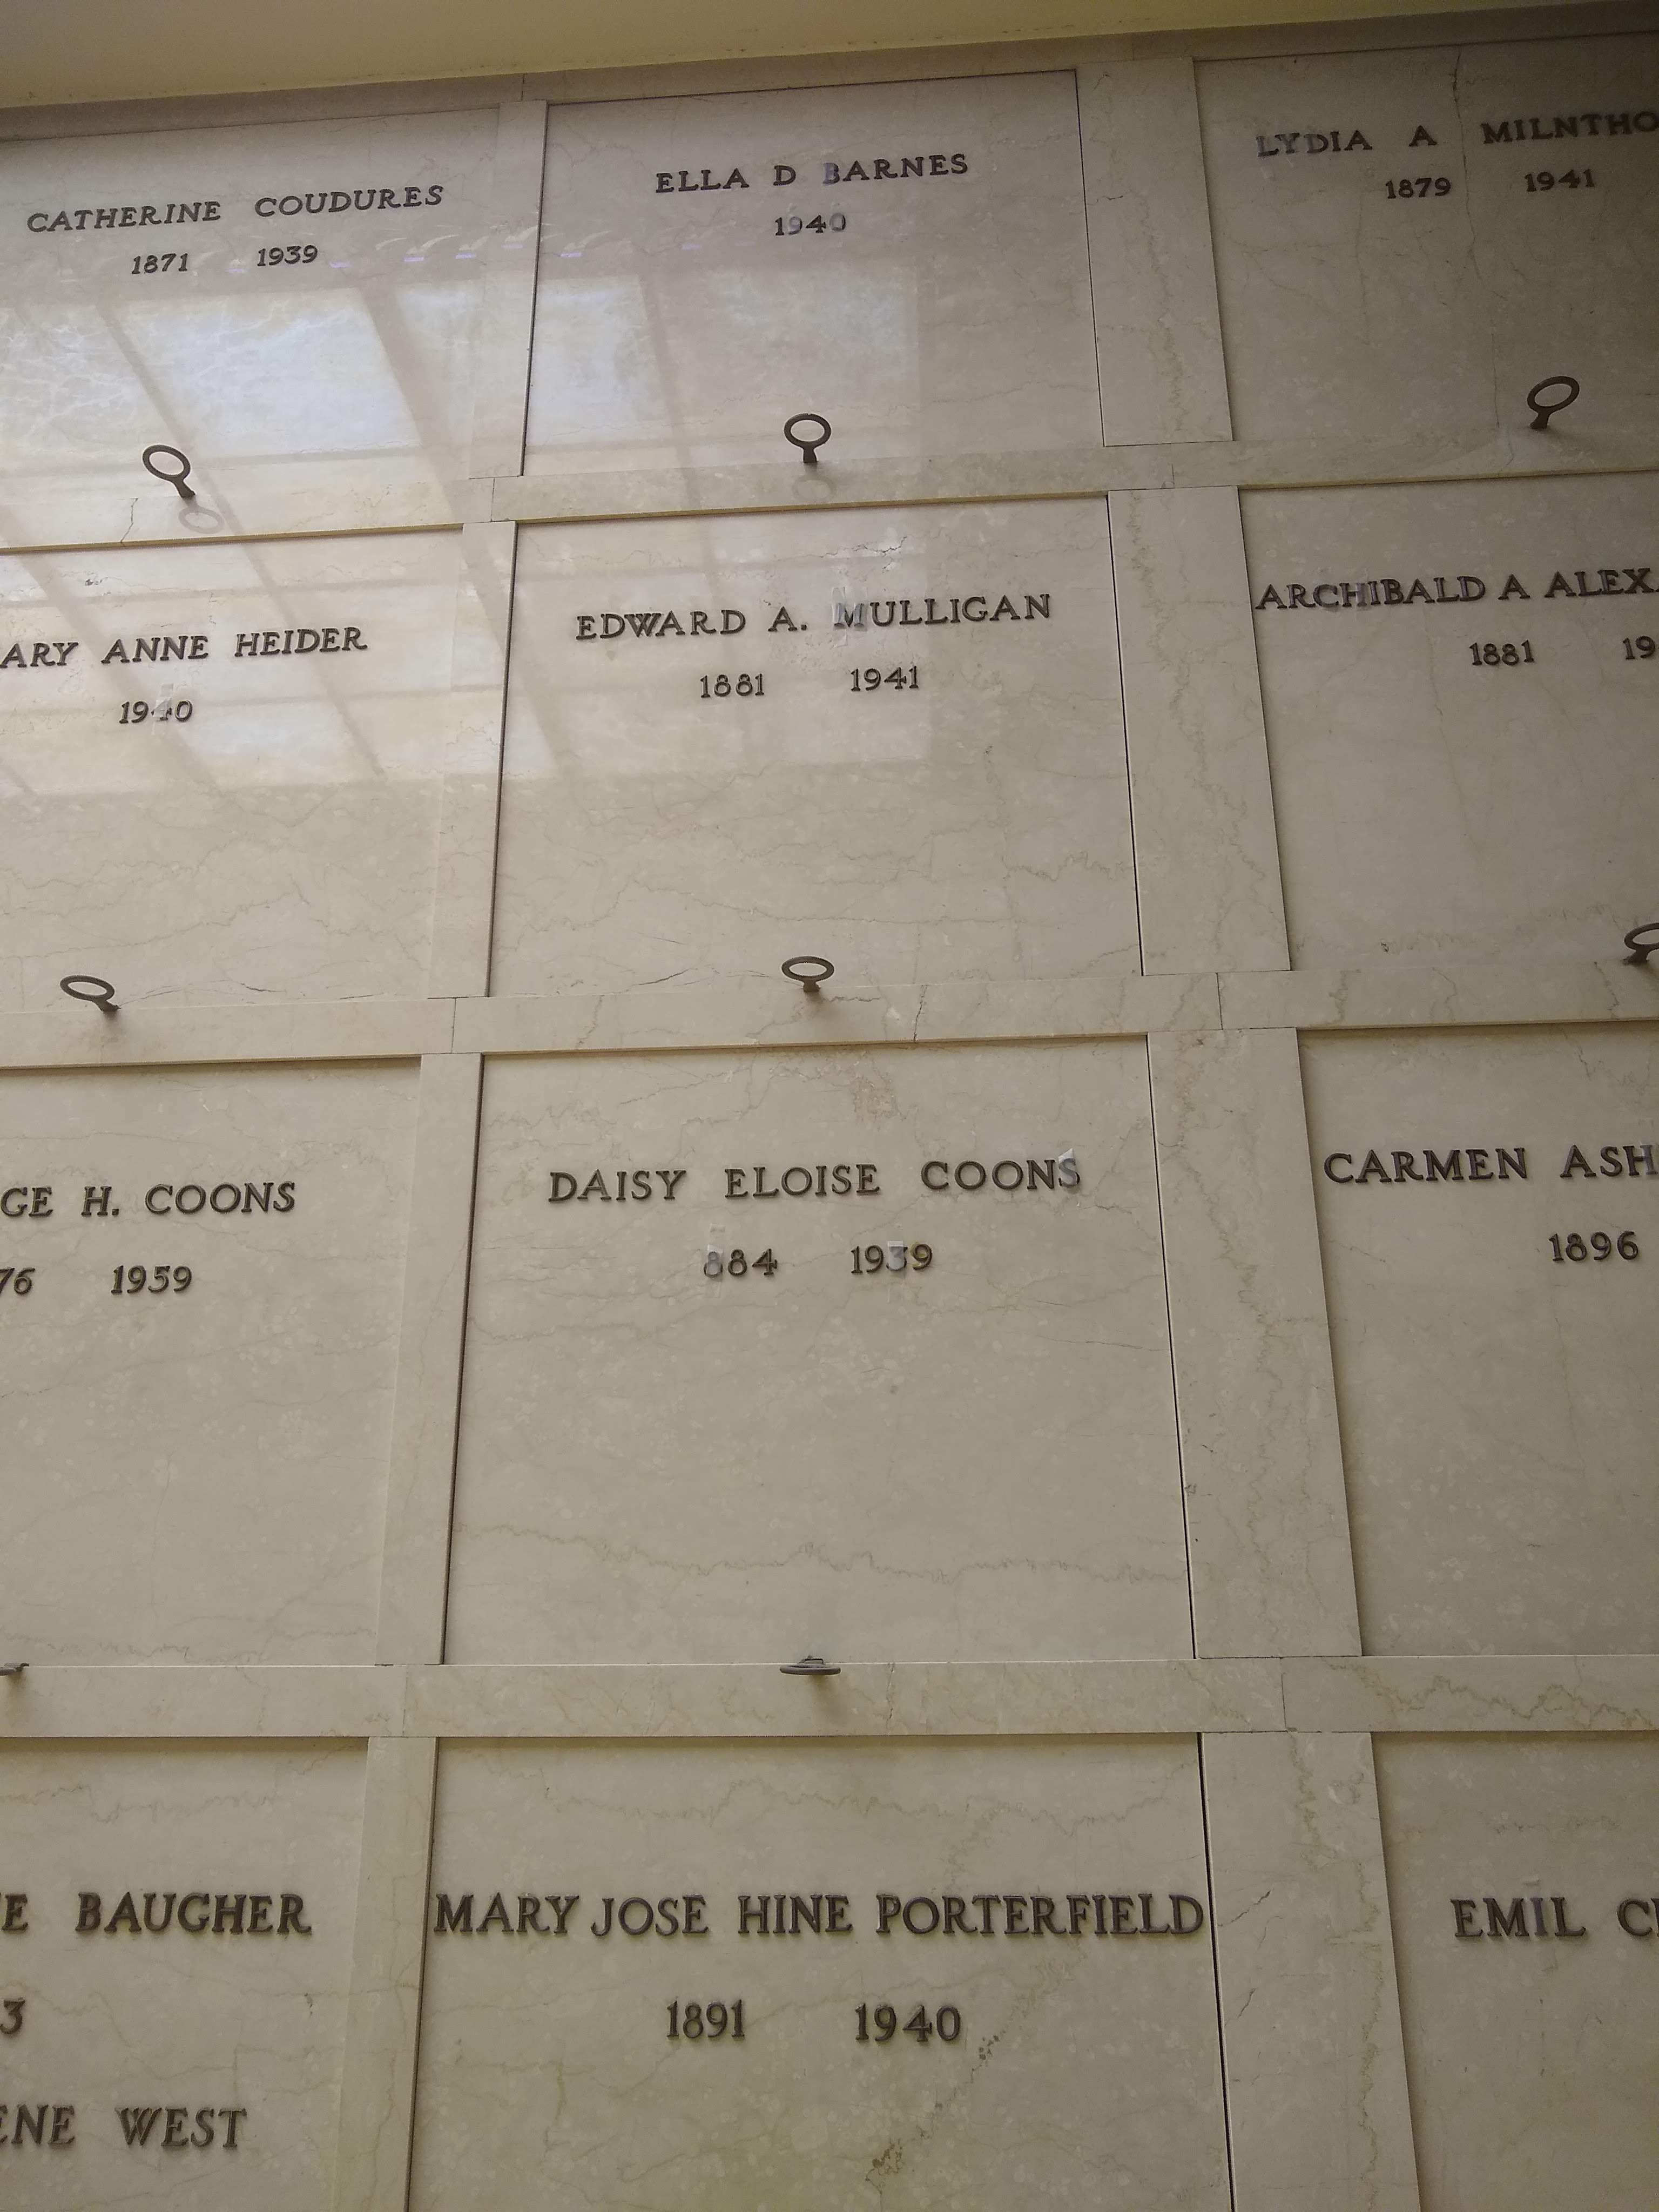 CATHERINE COUDURES
1871 1939
ELLA D BARNES
1940
LYDIA A MILNTHO
1879 1941
ARY ANNE HEIDER
1940
EDWARD A. MULLIGAN
1881 1941
ARCHIBALD A ALEX
1881 19
GE H. COONS
76 1959
DAISY ELOISE COONS
884 1939
CARMEN ASH
1896
E BAUGHER
3
ENE WEST
MARY JOSE HINE PORTERFIELD
1891 1940
EMIL C